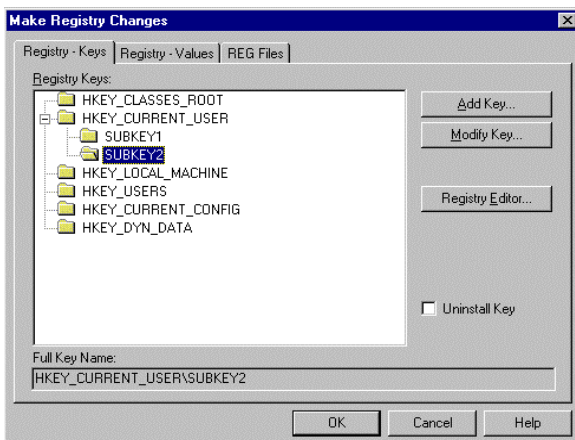 Make Registry Changes
Registry - Keys Registry - Values REG Files
Registry Keys:
HKEY_CLASSES_ROOT
HKEY_CURRENT_USER
SUBKEY1
SUBKEY2
HKEY_LOCAL_MACHINE
HKEY_USERS
HKEY_CURRENT_CONFIG
HKEY_DYN_DATA
Add Key...
Modify Key...
Registry Editor...
Uninstall Key
Full Key Name:
HKEY_CURRENT_USER\SUBKEY2
OK Cancel Help